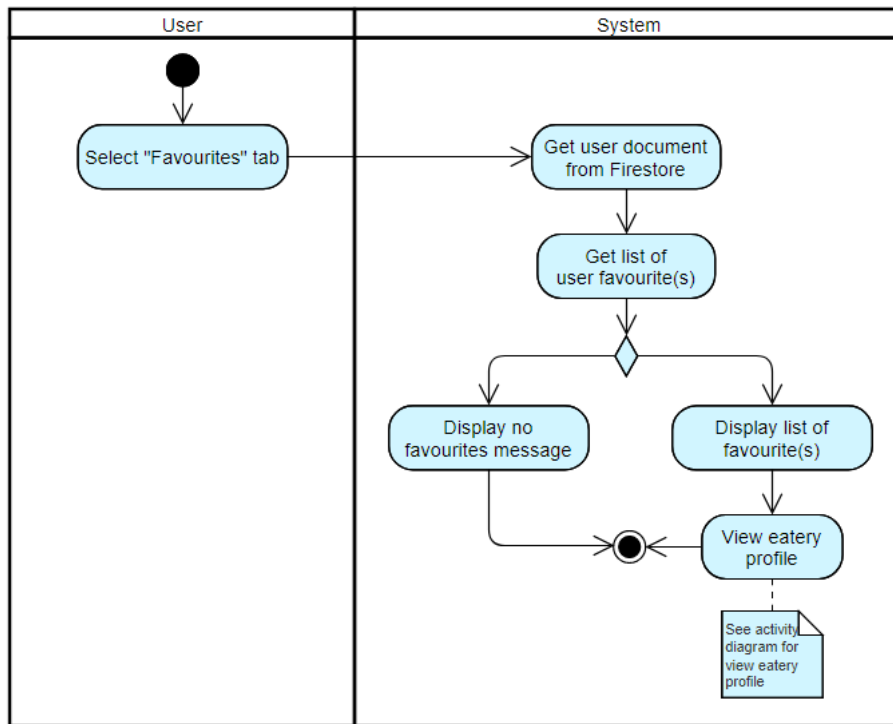 User
System
Select "Favourites" tab
Get user document
from Firestore
Get list of
user favourite(s)
Display no
favourites message
Display list of
favourite(s)
View eatery
profile
See activity
diagram for
view eatery
profile